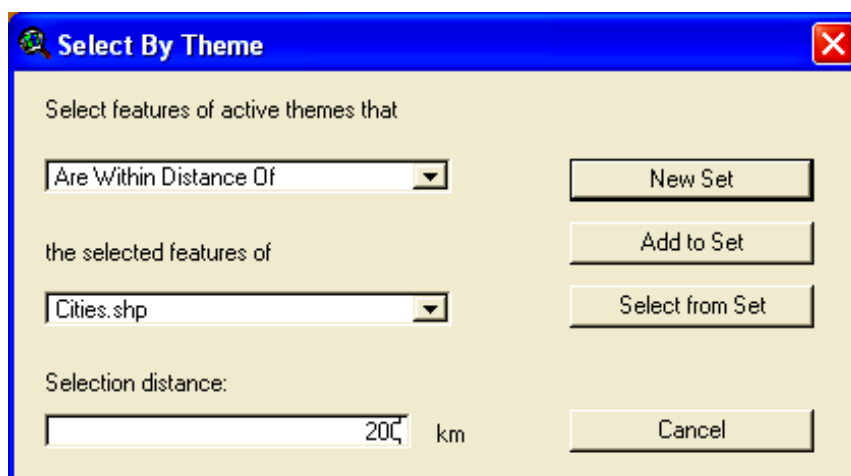 Select By Theme
Select features of active themes that
Are Within Distance Of
New Set
Add to Set
the selected features of
Cities.shp
Select from Set
Selection distance:
200
km
Cancel